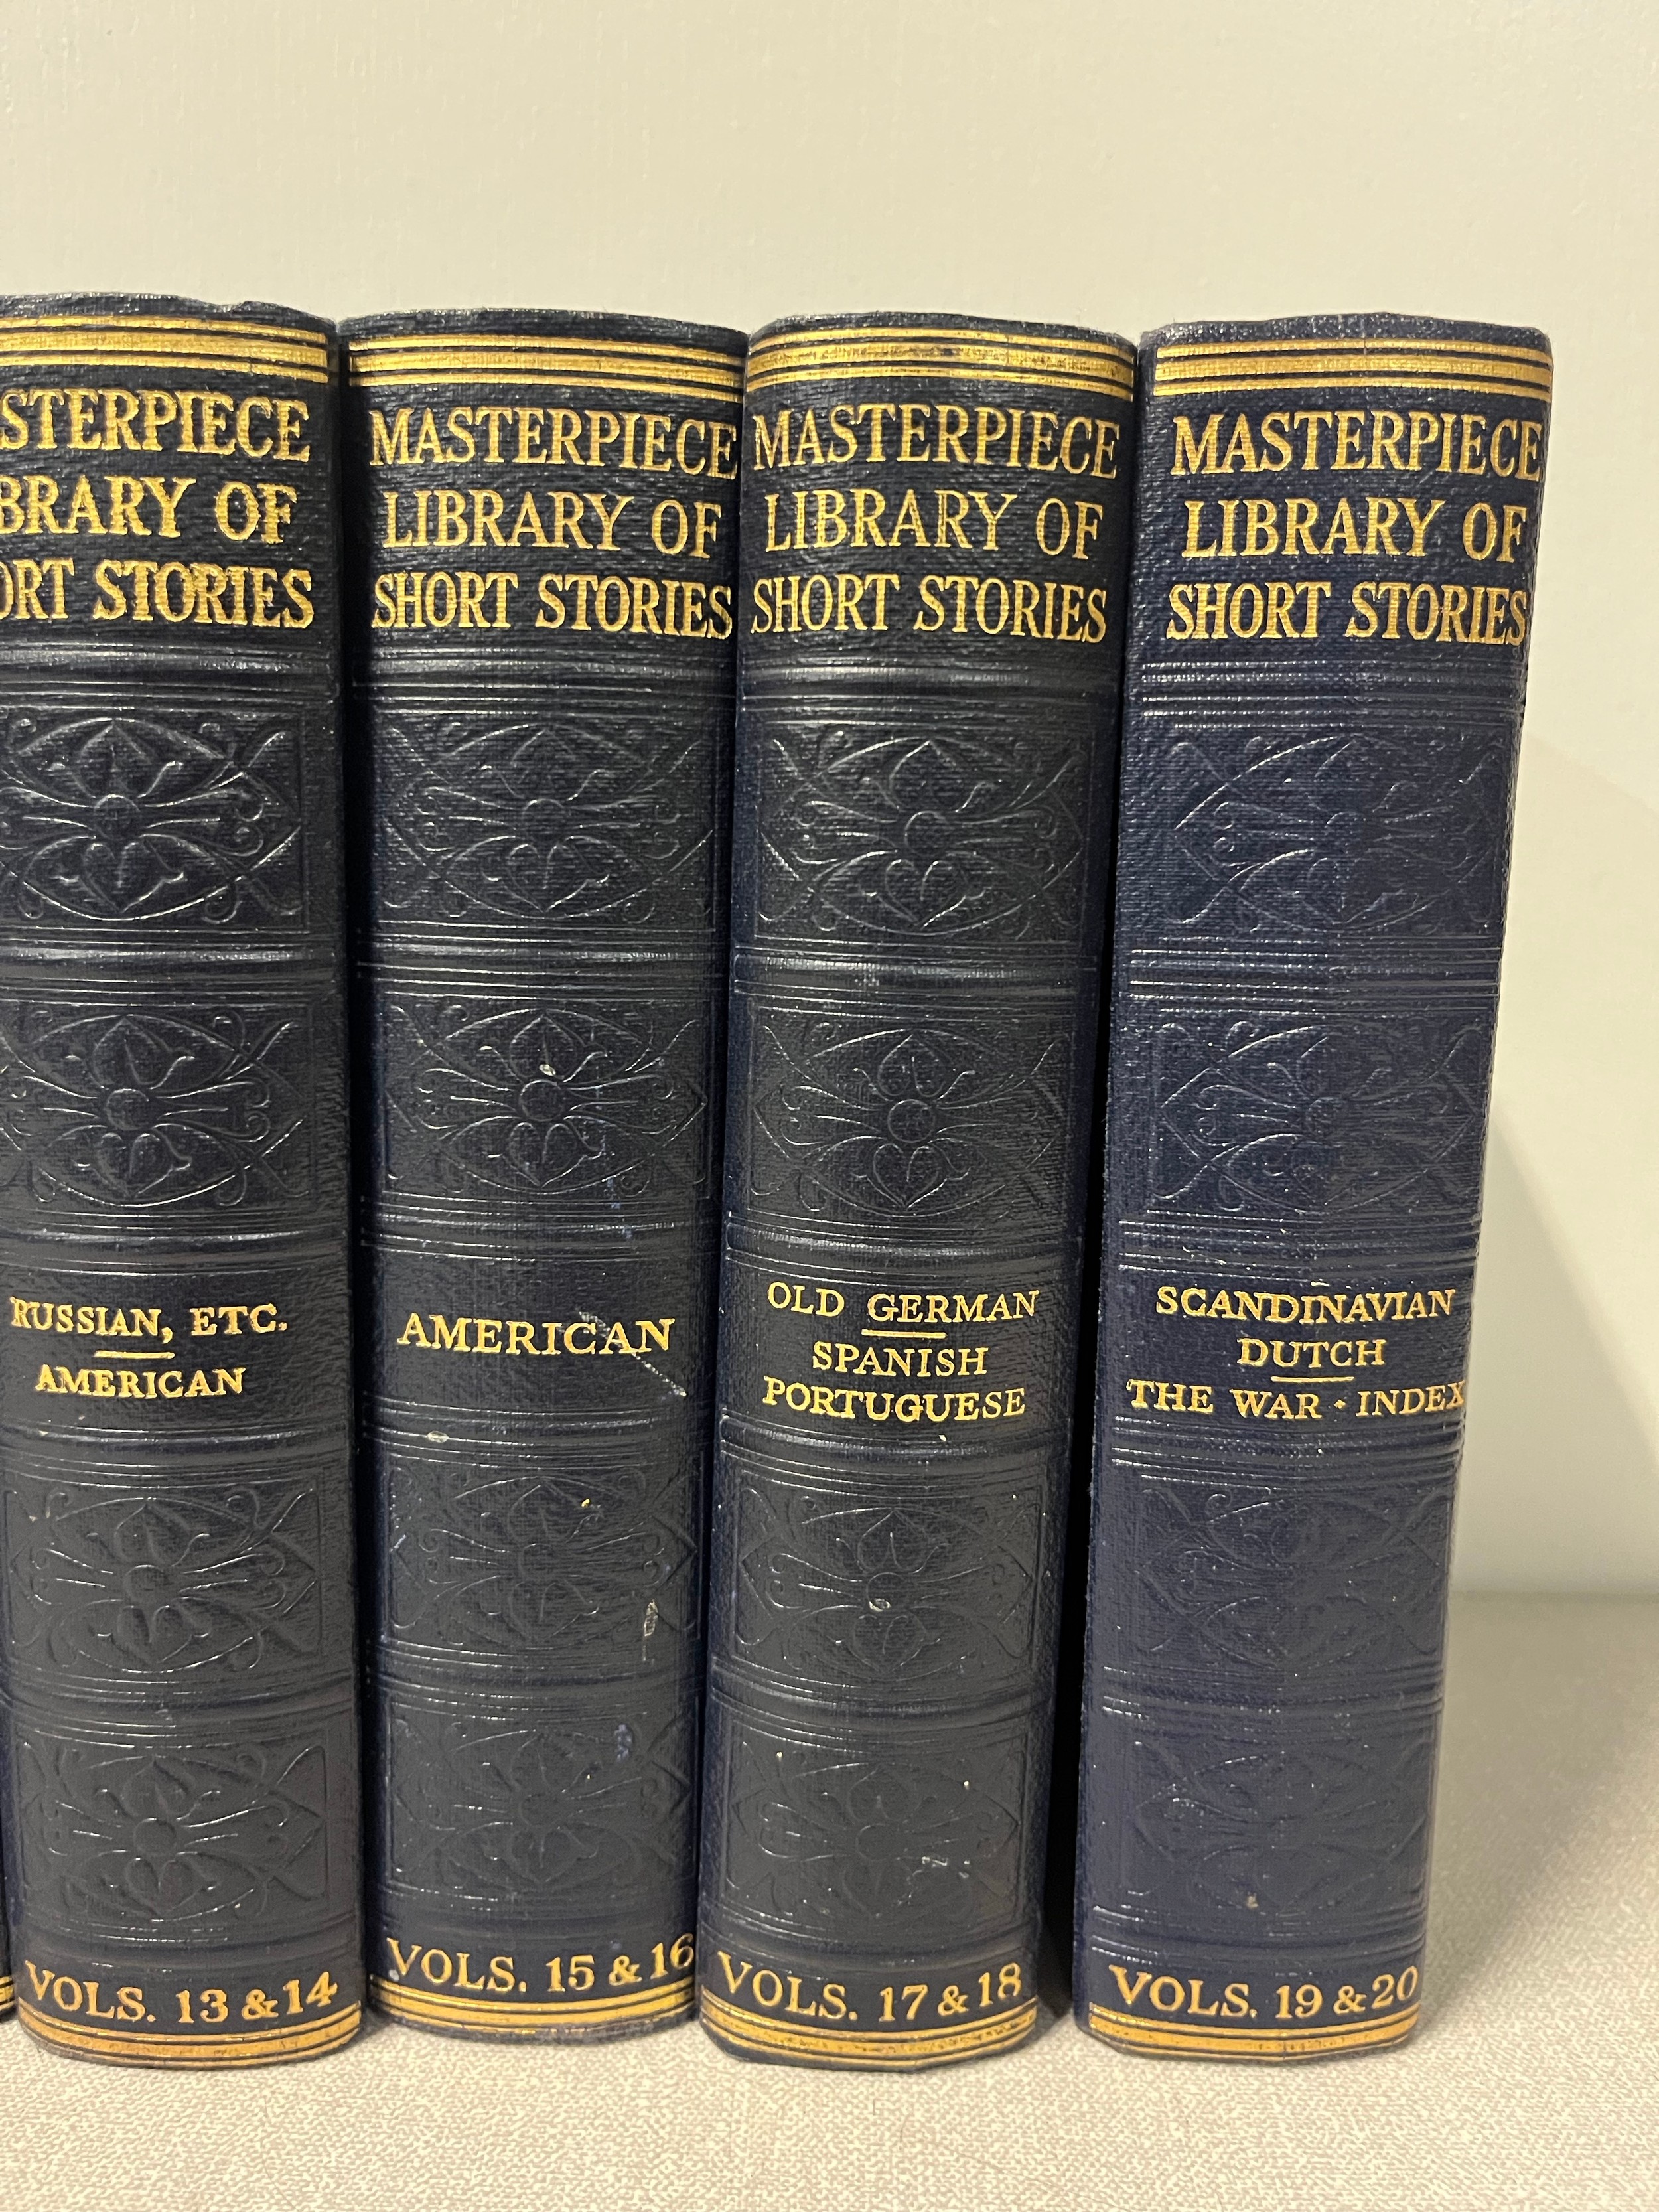 STERPIECE
BRARY OF
ORT STORIES
RUSSIAN, ETC.
AMERICAN
VOLS. 13 & 14
MASTERPIECE
LIBRARY OF
SHORT STORIES
AMERICAN
VOLS. 15 & 16
MASTERPIECE
LIBRARY OF
SHORT STORIES
OLD GERMAN
SPANISH
PORTUGUESE
VOLS. 17 & 18
MASTERPIECE
LIBRARY OF
SHORT STORIES
SCANDINAVIAN
DUTCH
THE WAR · INDEX
VOLS. 19 & 20